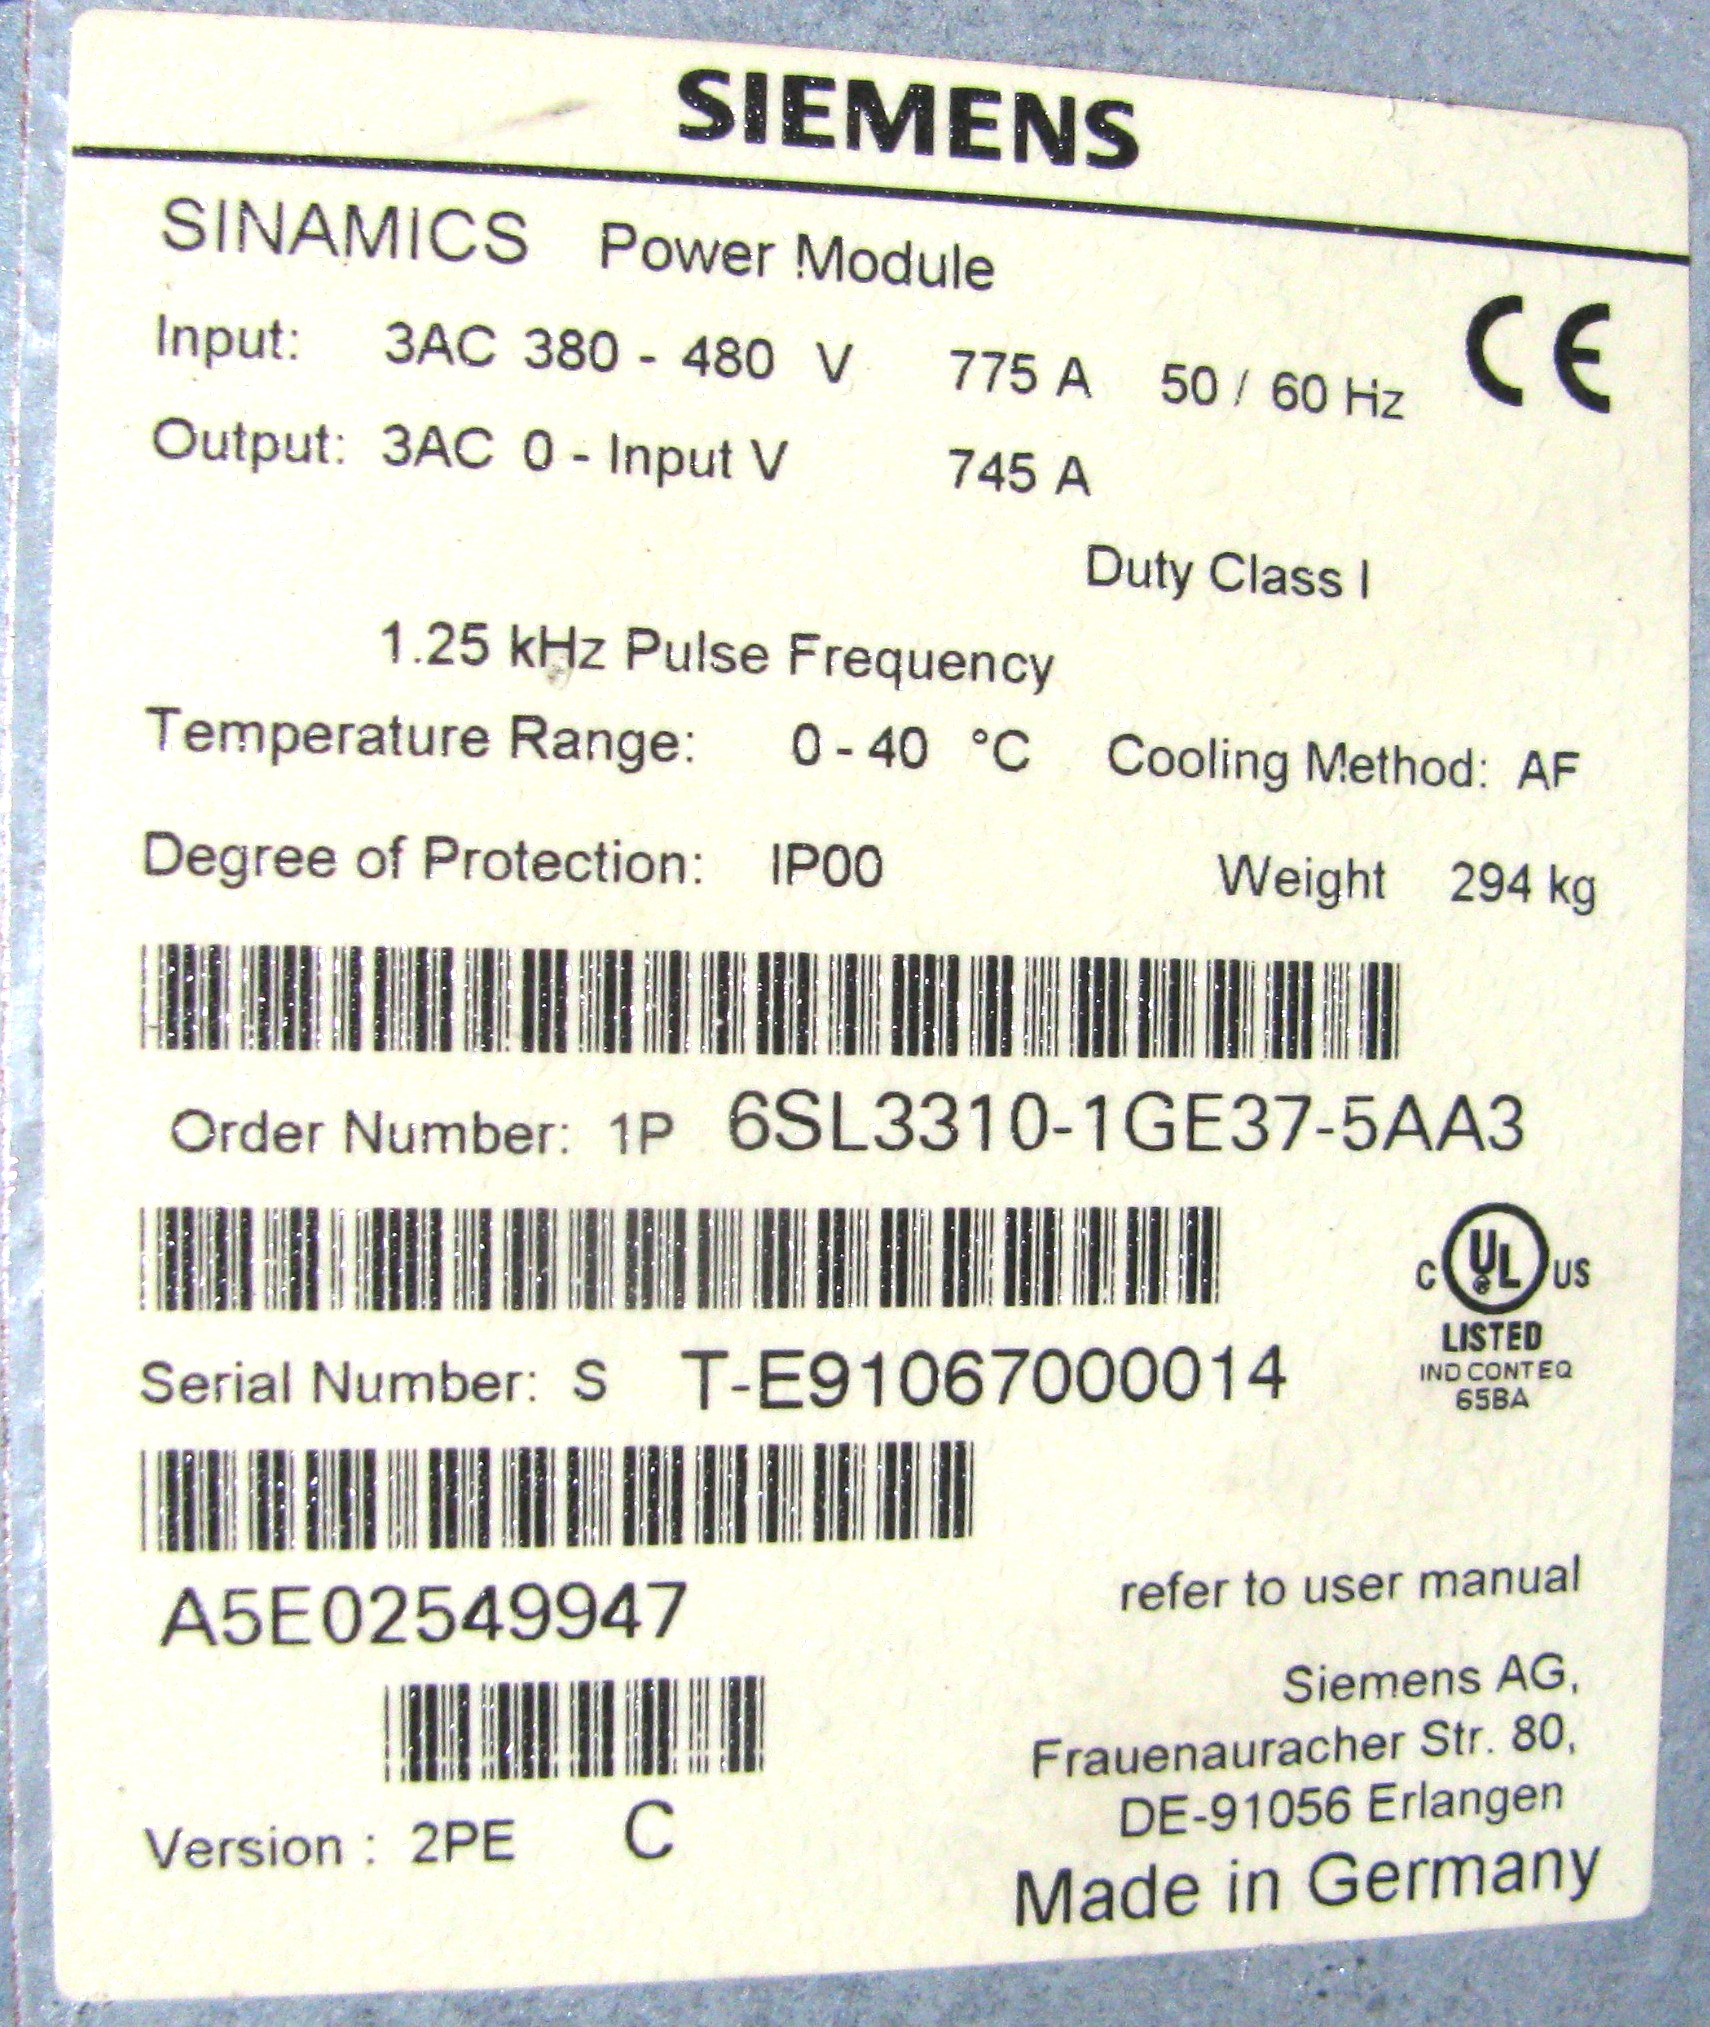 SIEMENS
SINAMICS Power Module
Input: 3AC 380 - 480 V 775 A 50 / 60 Hz CE
Output: 3AC 0 - Input V 745 A
Duty Class I
1.25 kHz Pulse Frequency
Temperature Range: 0 - 40 °C Cooling Method: AF
Degree of Protection: IP00 Weight 294 kg
Order Number: 1P 6SL3310-1GE37-5AA3
C UL US
LISTED
IND CONT EQ
65BA
Serial Number: S T-E91067000014
A5E02549947
refer to user manual
Siemens AG,
Frauenauracher Str. 80,
DE-91056 Erlangen
Version : 2PE C
Made in Germany